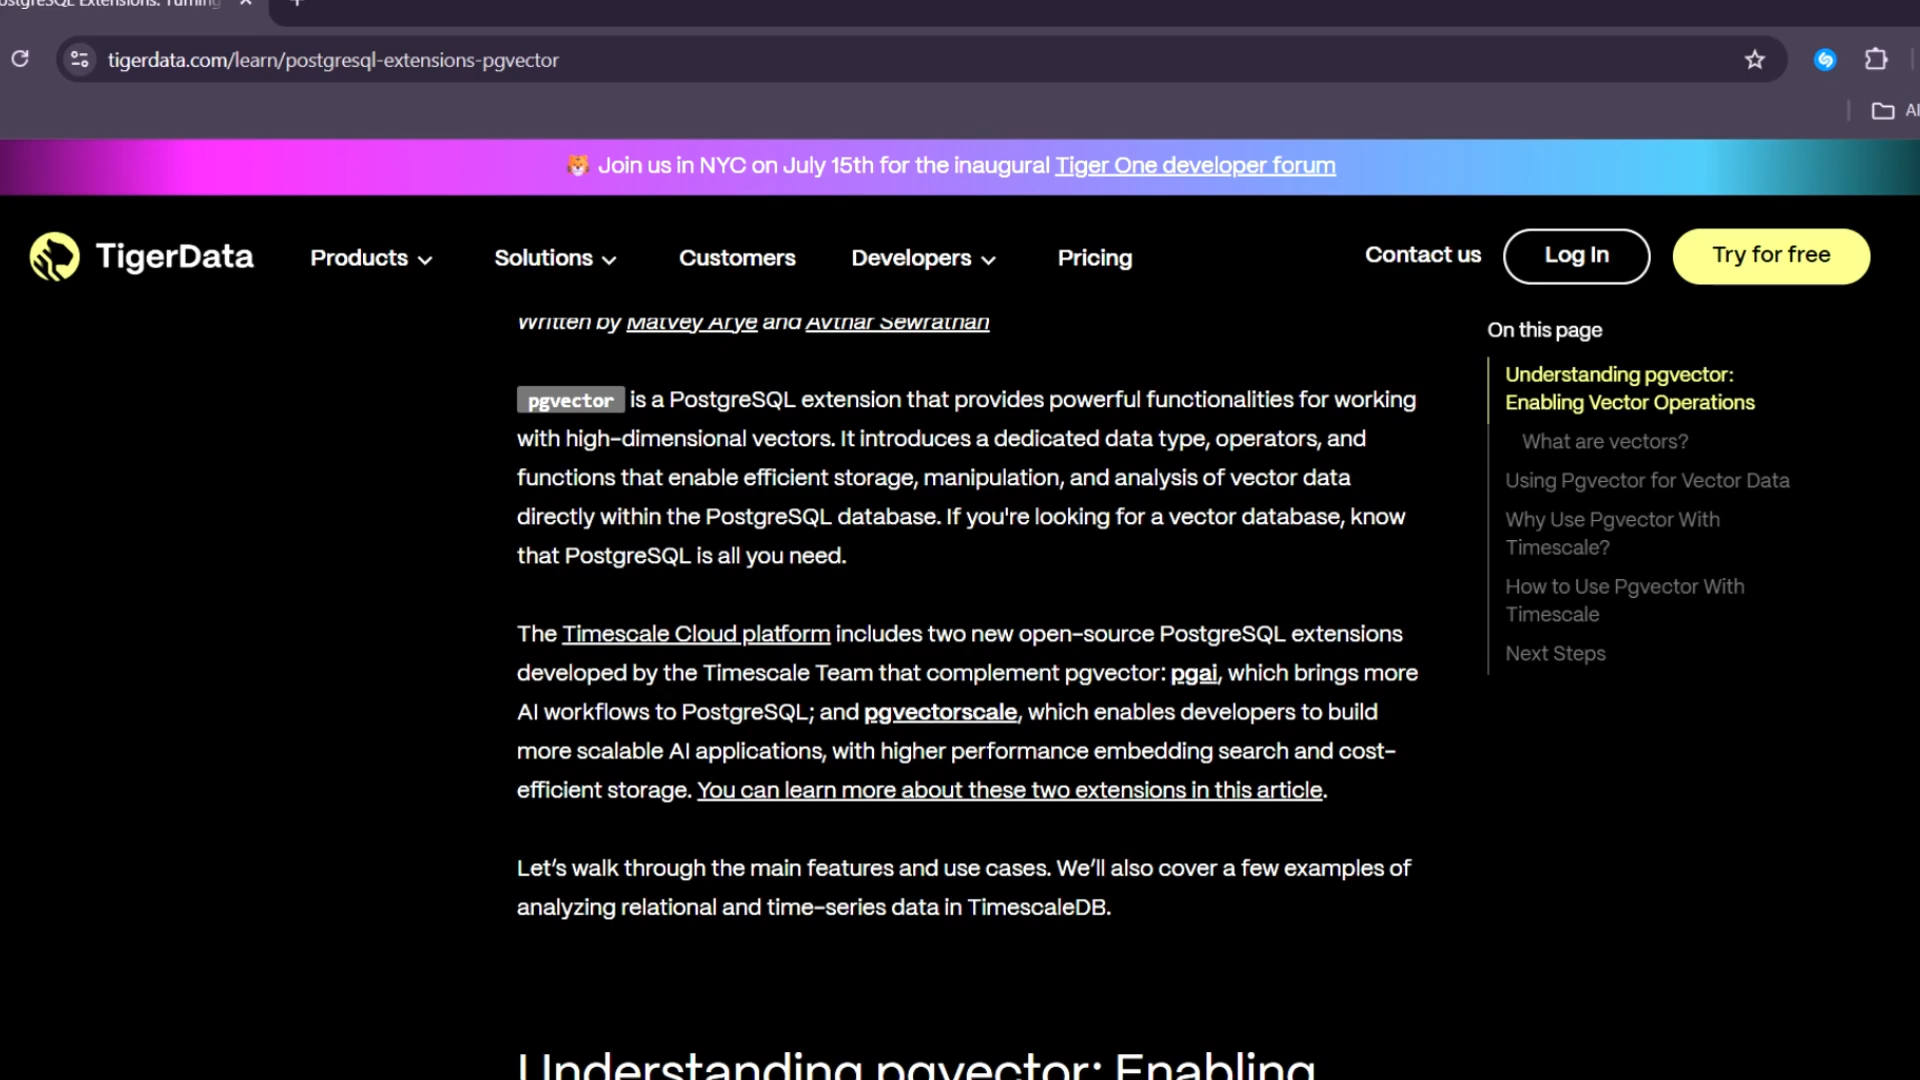 PostgreSQL Extensions: Turning
tigerdata.com/learn/postgresql-extensions-pgvector
Join us in NYC on July 15th for the inaugural Tiger One developer forum
TigerData
Products
Solutions
Customers
Developers
Pricing
Contact us
Log In
Try for free
Written by Matvey Arye and Avthar Sewrathan
pgvector is a PostgreSQL extension that provides powerful functionalities for working
with high-dimensional vectors. It introduces a dedicated data type, operators, and
functions that enable efficient storage, manipulation, and analysis of vector data
directly within the PostgreSQL database. If you're looking for a vector database, know
that PostgreSQL is all you need.
The Timescale Cloud platform includes two new open-source PostgreSQL extensions
developed by the Timescale Team that complement pgvector: pgai, which brings more
AI workflows to PostgreSQL; and pgvectorscale, which enables developers to build
more scalable AI applications, with higher performance embedding search and cost-
efficient storage. You can learn more about these two extensions in this article.
Let’s walk through the main features and use cases. We’ll also cover a few examples of
analyzing relational and time-series data in TimescaleDB.
Understanding pgvector: Enabling
On this page
Understanding pgvector:
Enabling Vector Operations
What are vectors?
Using Pgvector for Vector Data
Why Use Pgvector With
Timescale?
How to Use Pgvector With
Timescale
Next Steps